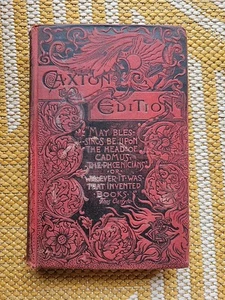 CAXTON
EDITION
MAY BLES-
SINGS BE UPON
THE HEAD OF
CADMUS
THE PHŒNICIANS
OR
WHOEVER IT WAS
THAT INVENTED
BOOKS